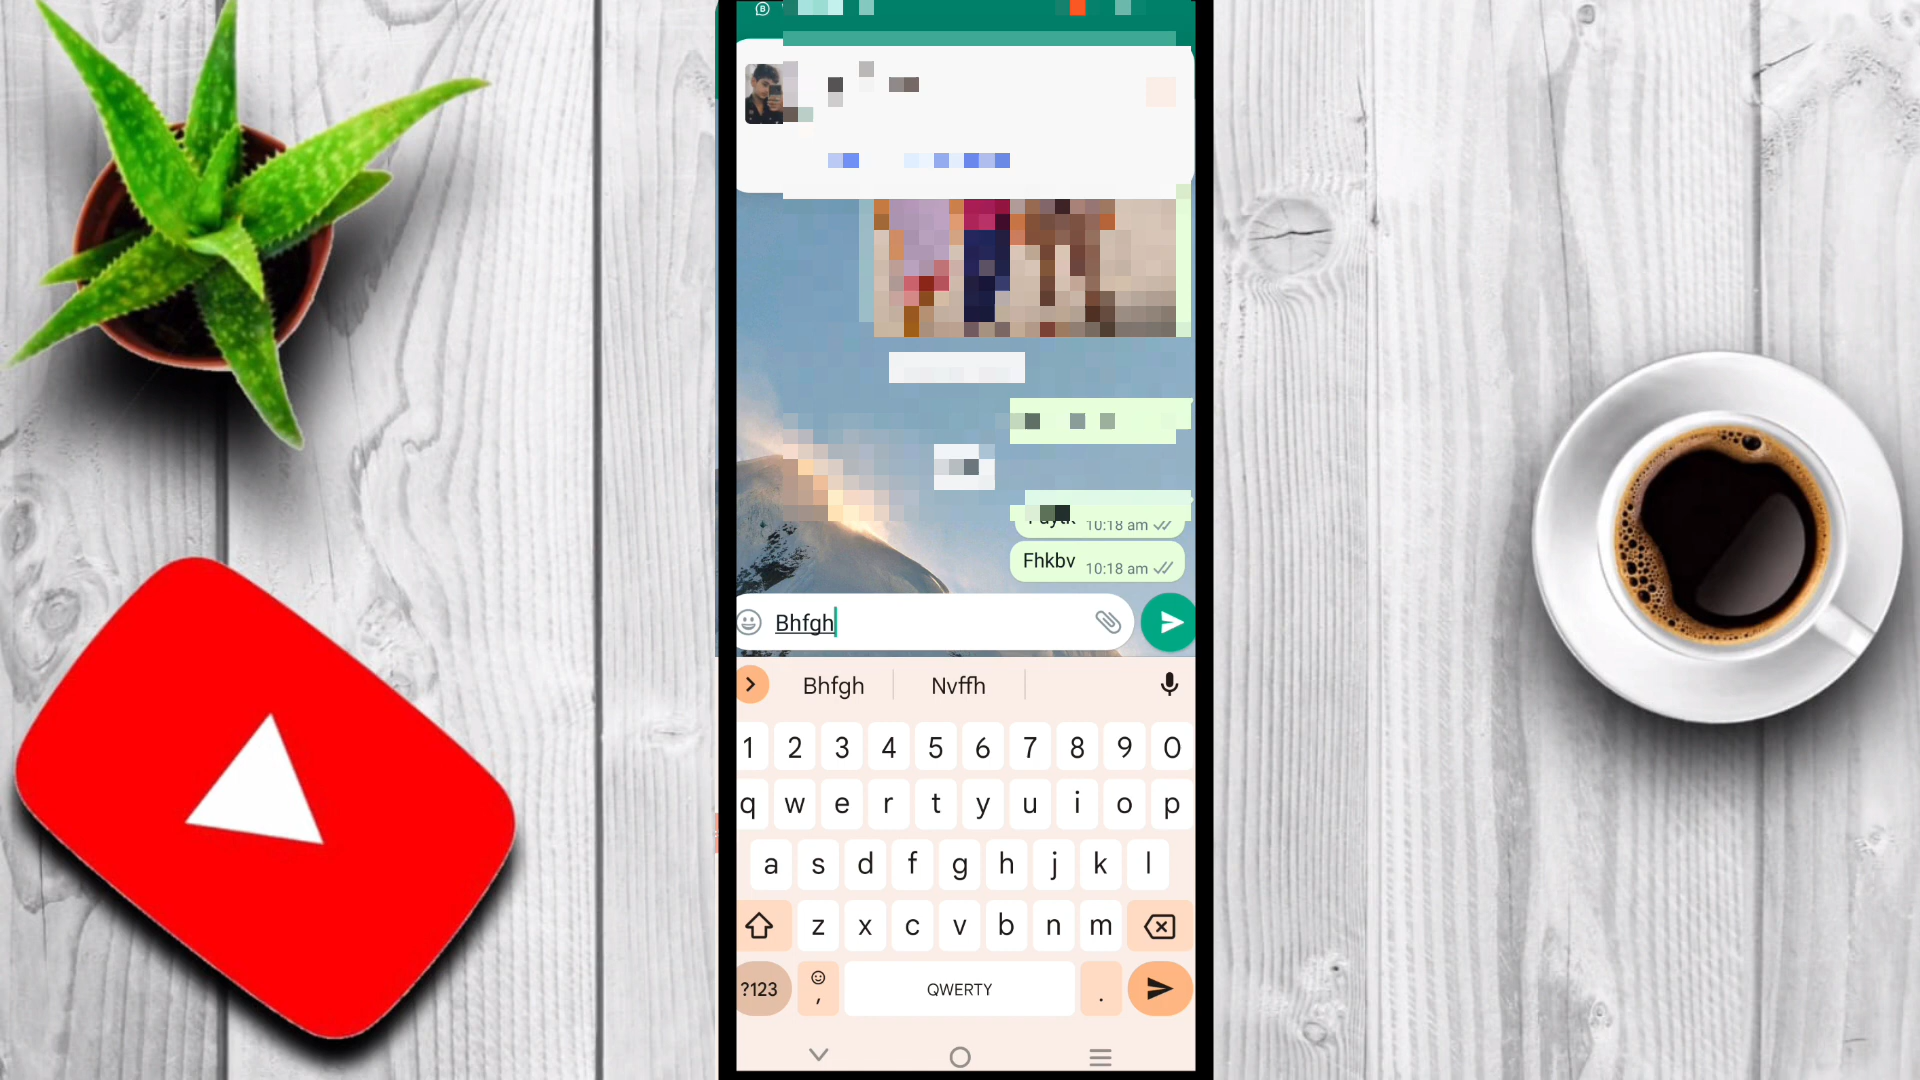 10:18 am
Fhkbv 10:18 am
Bhfgh
Bhfgh Nvffh
1 2 3 4 5 6 7 8 9 0
q w e r t y u i o p
a s d f g h j k l
z x c v b n m
?123 , QWERTY .